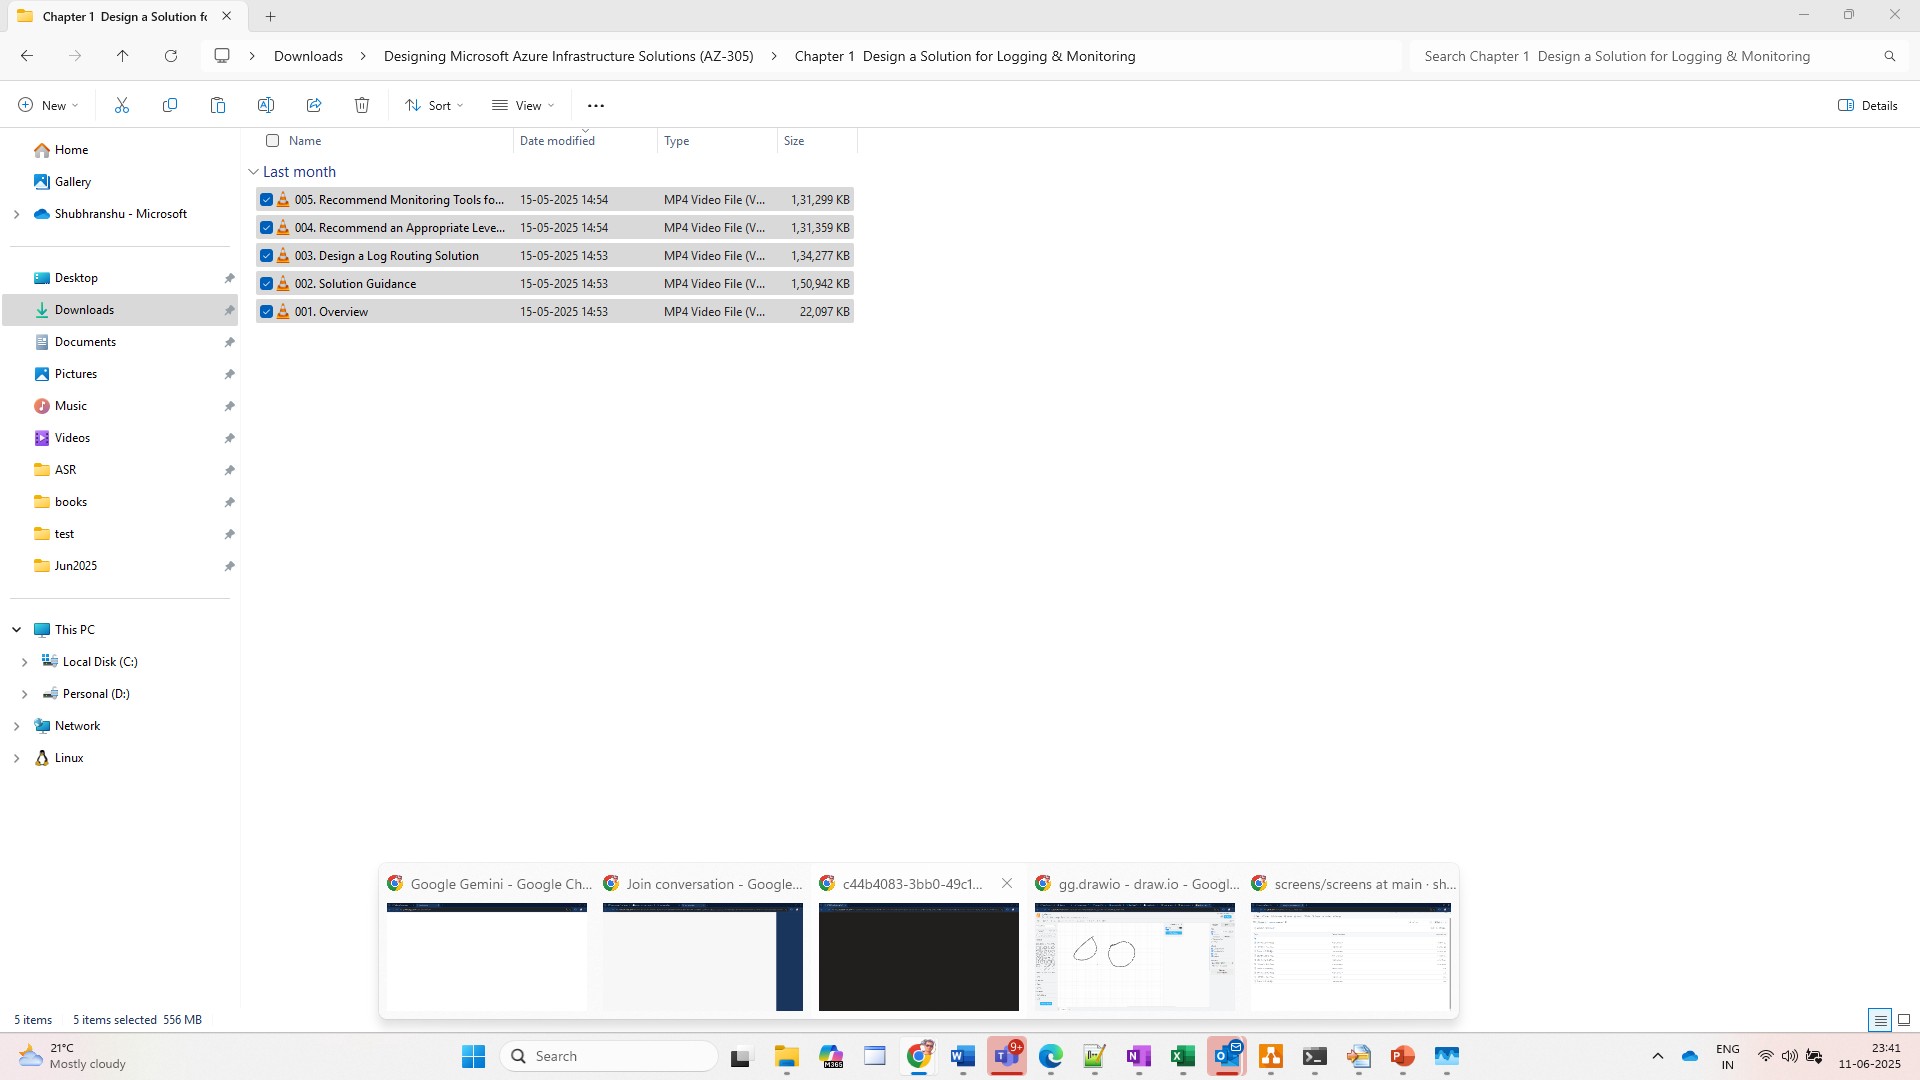 Chapter 1  Design a Solution fo
Downloads
Designing Microsoft Azure Infrastructure Solutions (AZ-305)
Chapter 1  Design a Solution for Logging & Monitoring
Search Chapter 1  Design a Solution for Logging & Monitoring
New
Sort
View
Details
Name
Date modified
Type
Size
Last month
005. Recommend Monitoring Tools fo...
15-05-2025 14:54
MP4 Video File (V...
1,31,299 KB
004. Recommend an Appropriate Leve...
15-05-2025 14:54
MP4 Video File (V...
1,31,359 KB
003. Design a Log Routing Solution
15-05-2025 14:53
MP4 Video File (V...
1,34,277 KB
002. Solution Guidance
15-05-2025 14:53
MP4 Video File (V...
1,50,942 KB
001. Overview
15-05-2025 14:53
MP4 Video File (V...
22,097 KB
Home
Gallery
Shubhranshu - Microsoft
Desktop
Downloads
Documents
Pictures
Music
Videos
ASR
books
test
Jun2025
This PC
Local Disk (C:)
Personal (D:)
Network
Linux
Google Gemini - Google Ch...
Join conversation - Google...
c44b4083-3bb0-49c1...
gg.drawio - draw.io - Googl...
screens/screens at main · sh...
5 items
5 items selected  556 MB
21°C
Mostly cloudy
Search
M365
9+
ENG
IN
23:41
11-06-2025